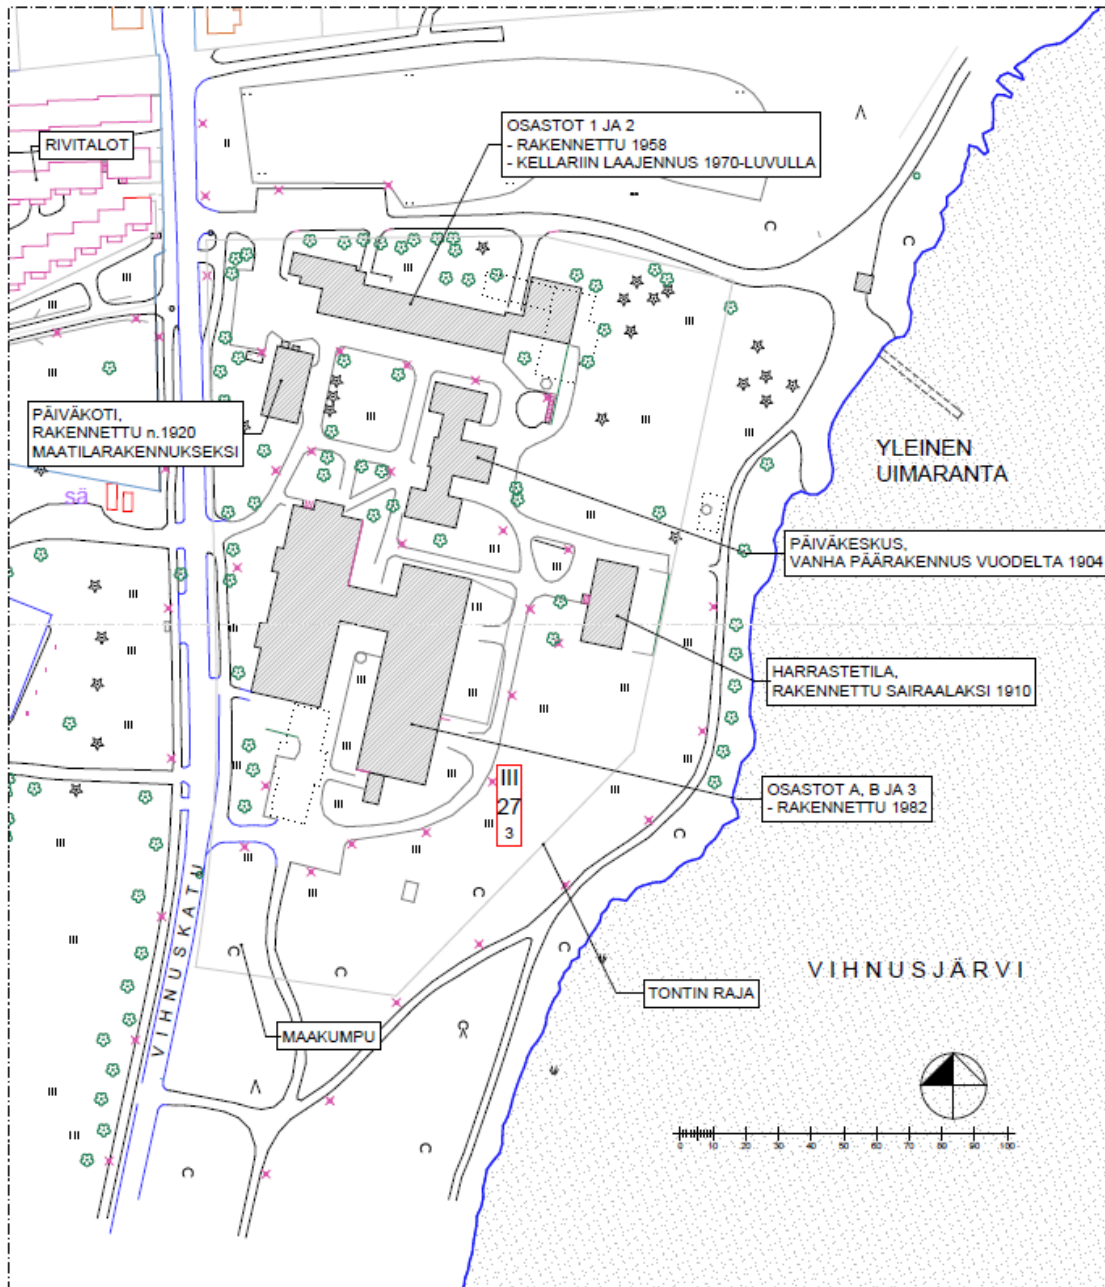 OSASTOT 1 JA 2
- RAKENNETTU 1958
- KELLARIIN LAAJENNUS 1970-LUVULLA
RIVITALOT
PÄIVÄKOTI,
RAKENNETTU n.1920
MAATILARAKENNUKSEKSI
YLEINEN
UIMARANTA
sä
PÄIVÄKESKUS,
VANHA PÄÄRAKENNUS VUODELTA 1904
HARRASTETILA,
RAKENNETTU SAIRAALAKSI 1910
OSASTOT A, B JA 3
- RAKENNETTU 1982
III
27
3
VIHNUSKATU
VIHNUSJÄRVI
TONTIN RAJA
MAAKUMPU
0 10 20 30 40 50 60 70 80 90 100